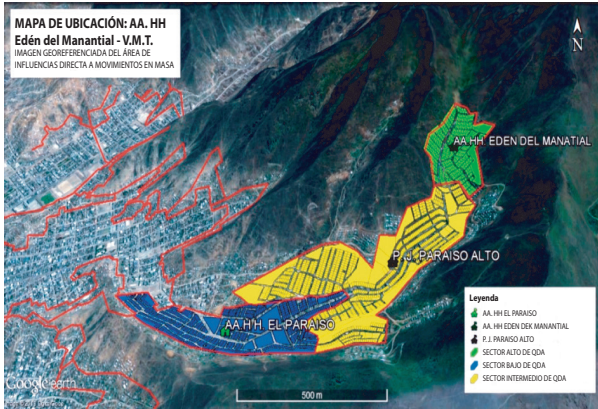 MAPA DE UBICACIÓN: AA. HH
Edén del Manantial - V.M.T.
IMAGEN GEOREFERENCIADA DEL ÁREA DE
INFLUENCIAS DIRECTA A MOVIMIENTOS EN MASA
N
AA.HH. EDEN DEL MANATIAL
P. J. PARAISO ALTO
AA.H'H. EL PARAISO
Leyenda
AA. HH EL PARAISO
AA. HH EDEN DEK MANANTIAL
P. J. PARAISO ALTO
SECTOR ALTO DE QDA
SECTOR BAJO DE QDA
SECTOR INTERMEDIO DE QDA
Google earth
500 m